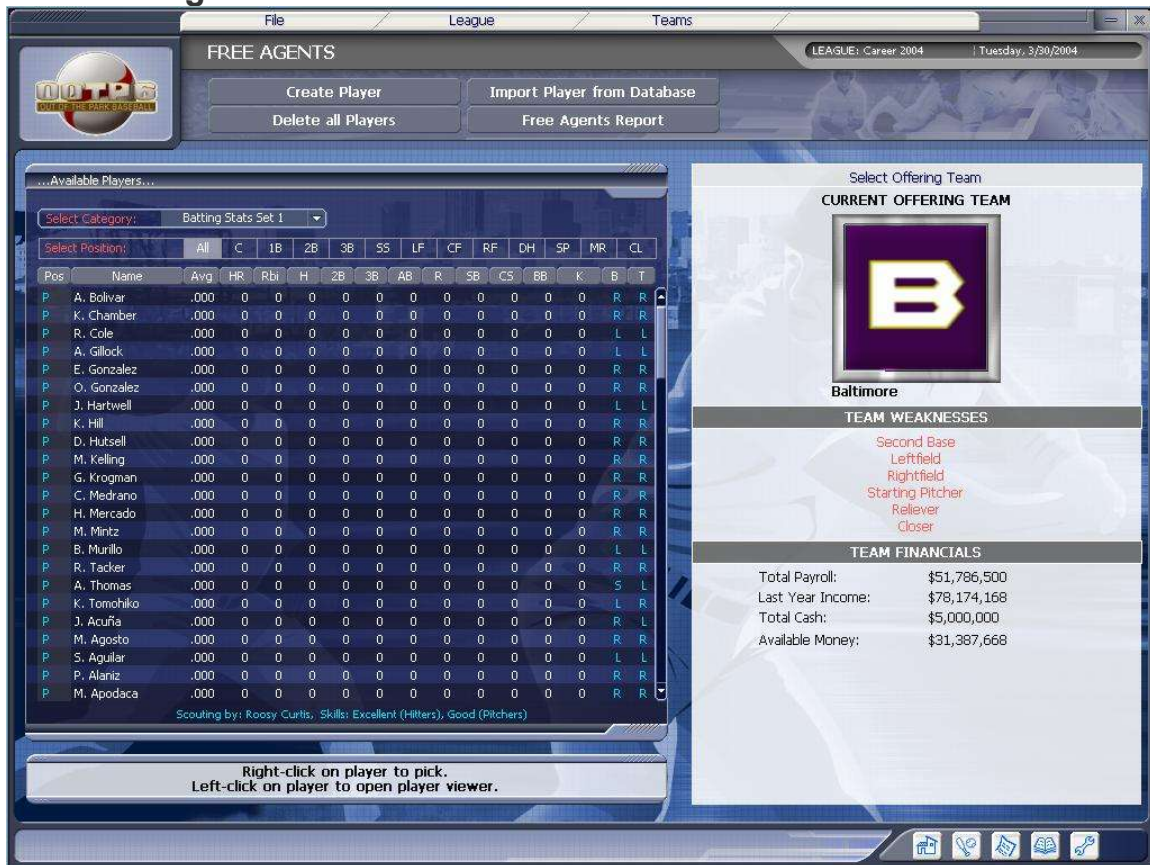 File League Teams
FREE AGENTS
LEAGUE: Career 2004 | Tuesday, 3/30/2004
OOTP 6
OUT OF THE PARK BASEBALL
Create Player Import Player from Database
Delete all Players Free Agents Report
...Available Players...
Select Category: Batting Stats Set 1
Select Position: All C 1B 2B 3B SS LF CF RF DH SP MR CL
Pos Name Avg HR Rbi H 2B 3B AB R SB CS BB K B T
P A. Bolivar .000 0 0 0 0 0 0 0 0 0 0 0 R R
P K. Chamber .000 0 0 0 0 0 0 0 0 0 0 0 R R
P R. Cole .000 0 0 0 0 0 0 0 0 0 0 0 L L
P A. Gillock .000 0 0 0 0 0 0 0 0 0 0 0 L L
P E. Gonzalez .000 0 0 0 0 0 0 0 0 0 0 0 R R
P O. Gonzalez .000 0 0 0 0 0 0 0 0 0 0 0 R R
P J. Hartwell .000 0 0 0 0 0 0 0 0 0 0 0 L L
P K. Hill .000 0 0 0 0 0 0 0 0 0 0 0 R R
P D. Hutsell .000 0 0 0 0 0 0 0 0 0 0 0 R R
P M. Kelling .000 0 0 0 0 0 0 0 0 0 0 0 R R
P G. Krogman .000 0 0 0 0 0 0 0 0 0 0 0 R R
P C. Medrano .000 0 0 0 0 0 0 0 0 0 0 0 R R
P H. Mercado .000 0 0 0 0 0 0 0 0 0 0 0 R R
P M. Mintz .000 0 0 0 0 0 0 0 0 0 0 0 R R
P B. Murillo .000 0 0 0 0 0 0 0 0 0 0 0 L L
P R. Tacker .000 0 0 0 0 0 0 0 0 0 0 0 R R
P A. Thomas .000 0 0 0 0 0 0 0 0 0 0 0 S L
P K. Tomohiko .000 0 0 0 0 0 0 0 0 0 0 0 L R
P J. Acuña .000 0 0 0 0 0 0 0 0 0 0 0 R L
P M. Agosto .000 0 0 0 0 0 0 0 0 0 0 0 R R
P S. Aguilar .000 0 0 0 0 0 0 0 0 0 0 0 L L
P P. Alaniz .000 0 0 0 0 0 0 0 0 0 0 0 R R
P M. Apodaca .000 0 0 0 0 0 0 0 0 0 0 0 R R
Scouting by: Roosy Curtis, Skills: Excellent (Hitters), Good (Pitchers)
Right-click on player to pick.
Left-click on player to open player viewer.
Select Offering Team
CURRENT OFFERING TEAM
B
Baltimore
TEAM WEAKNESSES
Second Base
Leftfield
Rightfield
Starting Pitcher
Reliever
Closer
TEAM FINANCIALS
Total Payroll: $51,786,500
Last Year Income: $78,174,168
Total Cash: $5,000,000
Available Money: $31,387,668